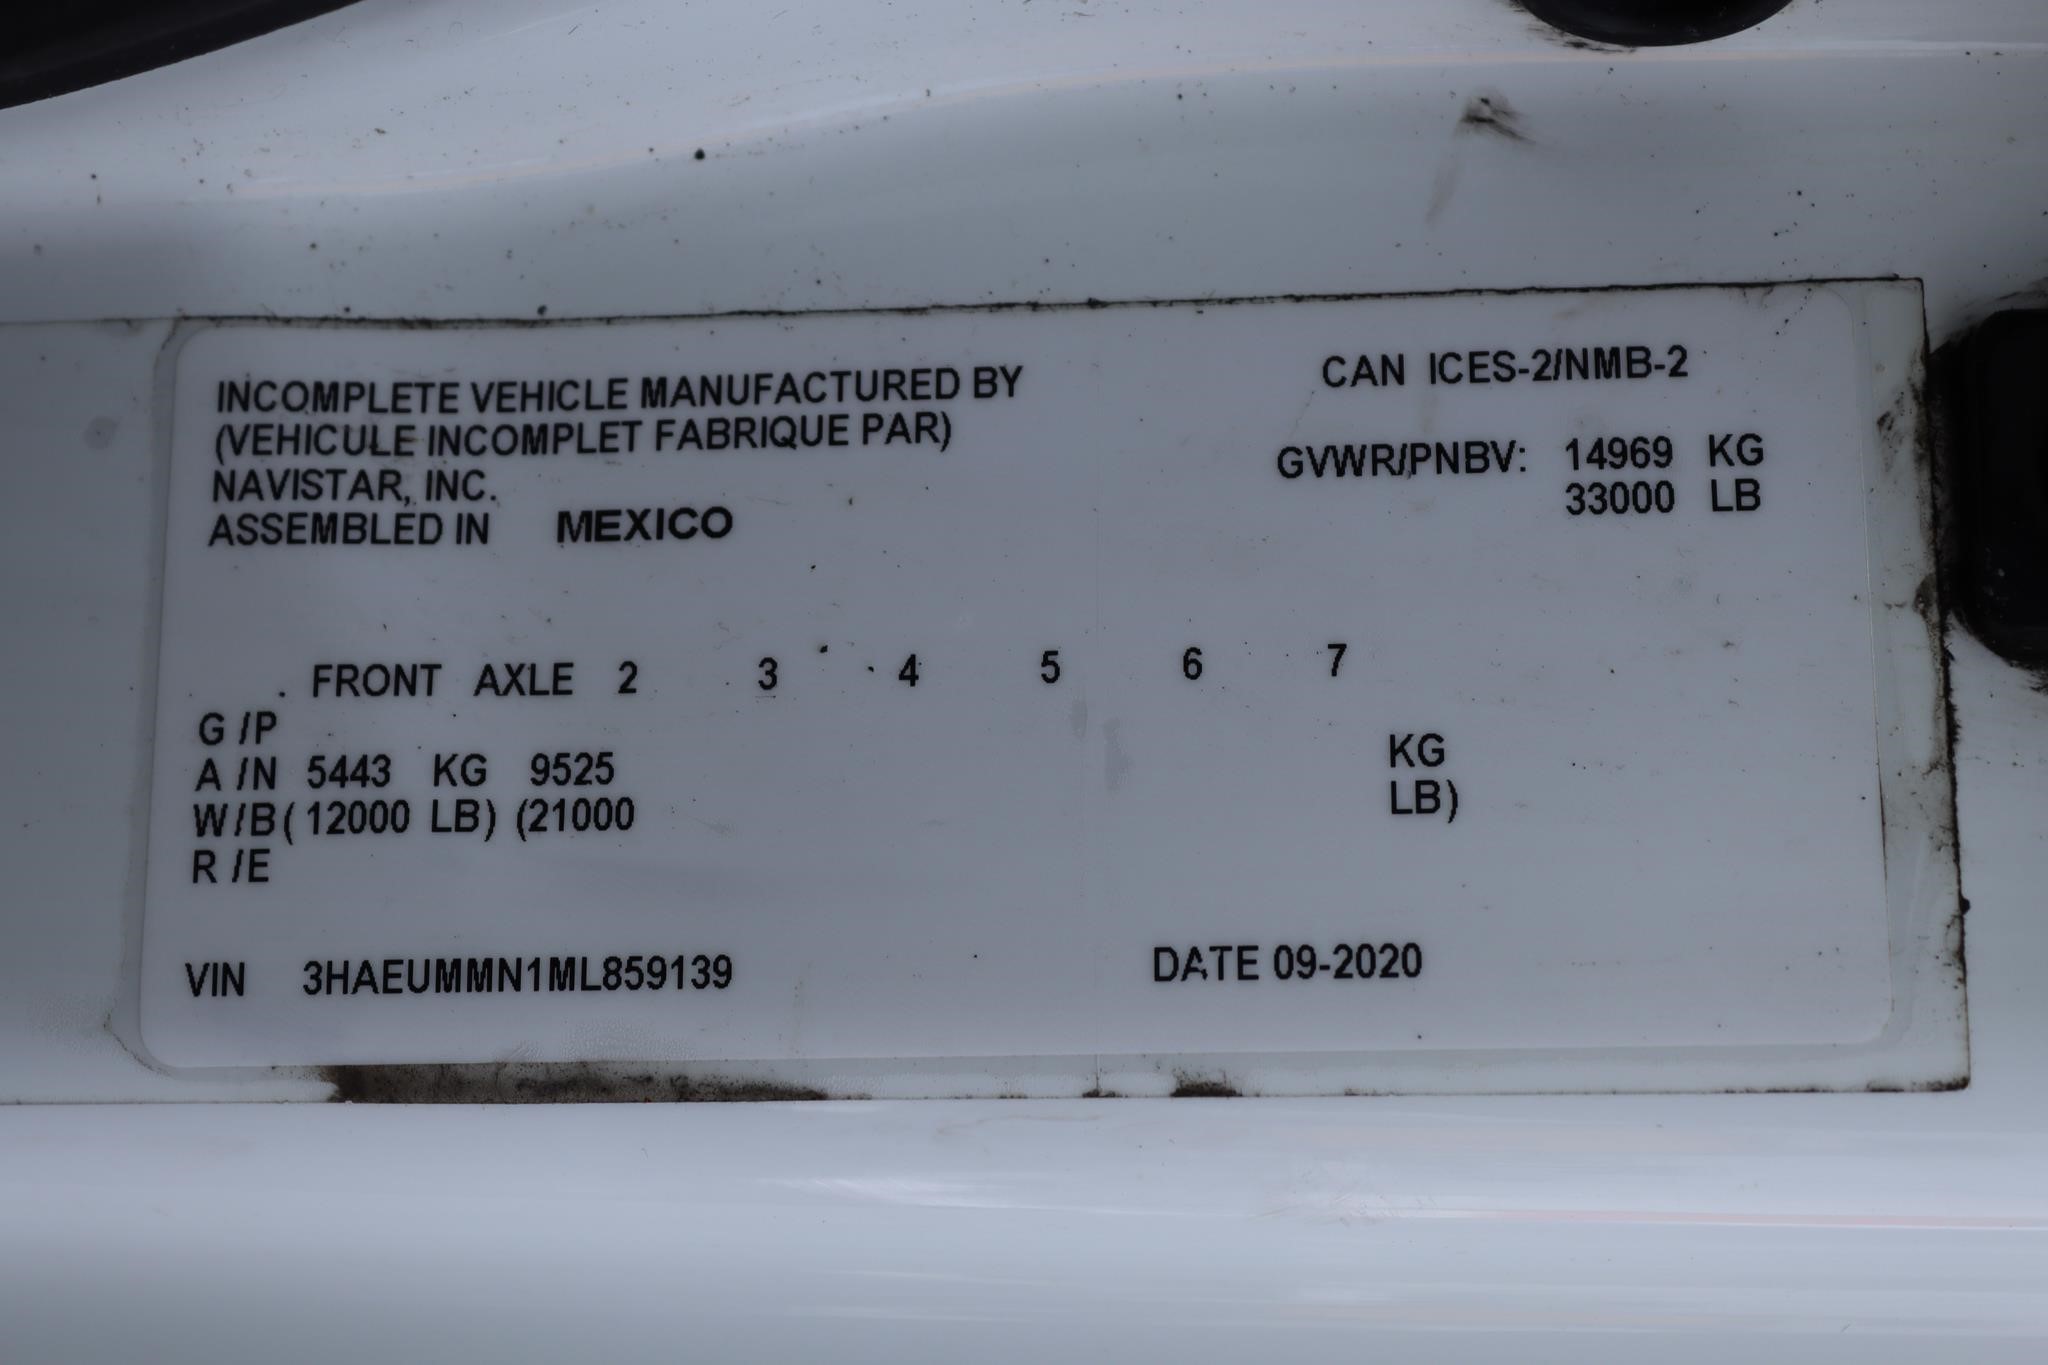 INCOMPLETE VEHICLE MANUFACTURED BY
(VEHICULE INCOMPLET FABRIQUE PAR)
NAVISTAR, INC.
ASSEMBLED IN MEXICO
CAN ICES-2/NMB-2
GVWR/PNBV: 14969 KG
33000 LB
FRONT AXLE 2 3 4 5 6 7
G /P
A /N 5443 KG 9525 KG
W/B ( 12000 LB) (21000 LB)
R /E
VIN 3HAEUMMN1ML859139 DATE 09-2020